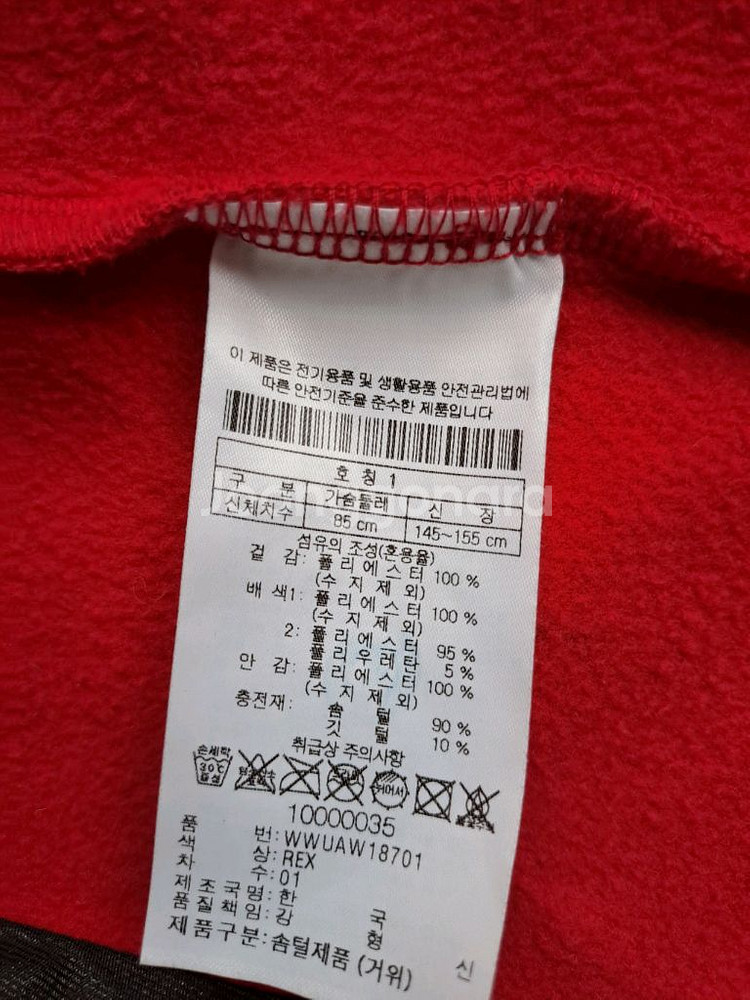 이 제품은 전기용품 및 생활용품 안전관리법에
따른 안전기준을 준수한 제품입니다
호칭 1
구 분 가슴둘레 신 장
신체치수 85 cm 145~155 cm
섬유의 조성(혼용율)
겉 감: 폴리에스터 100 %
(수 지 제 외)
배 색1: 폴리에스터 100 %
(수 지 제 외)
2: 폴리에스터 95 %
폴리우레탄 5 %
안 감: 폴리에스터 100 %
(수 지 제 외)
충전재: 솜 털 90 %
깃 털 10 %
취급상 주의사항
손세탁
30℃
중성
10000035
품 번: WWUAW18701
색 상: REX
차 수: 01
제 조 국 명: 한 국
품질책임: 강 형 신
제품구분: 솜털제품 (거위)